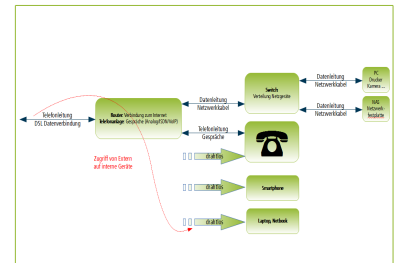 Telefonleitung
DSL Datenverbindung
Router: Verbindung zum Internet
Telefonanlage: Gespräche (Analog/ISDN/VoIP)
Datenleitung
Netzwerkkabel
Switch
Verteilung Netzgeräte
Datenleitung
Netzwerkkabel
PC
Drucker
Kamera ...
Datenleitung
Netzwerkkabel
NAS
Netzwerk-
festplatte
Telefonleitung
Gespräche
drahtlos
Zugriff von Extern
auf interne Geräte
drahtlos
Smartphone
drahtlos
Laptop, Netbook